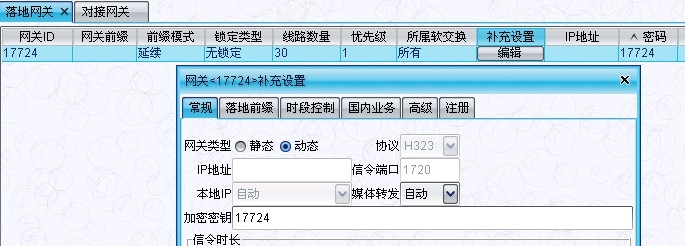 落地网关 × 对接网关
网关ID 网关前缀 前缀模式 锁定类型 线路数量 优先级 所属软交换 补充设置 IP地址 密码
17724 延续 无锁定 30 1 所有 编辑 17724
网关<17724>补充设置
常规 落地前缀 时段控制 国内业务 高级 注册
网关类型 静态 动态 协议 H323
IP地址 信令端口 1720
本地IP 自动 媒体转发 自动
加密密钥 17724
信令时长